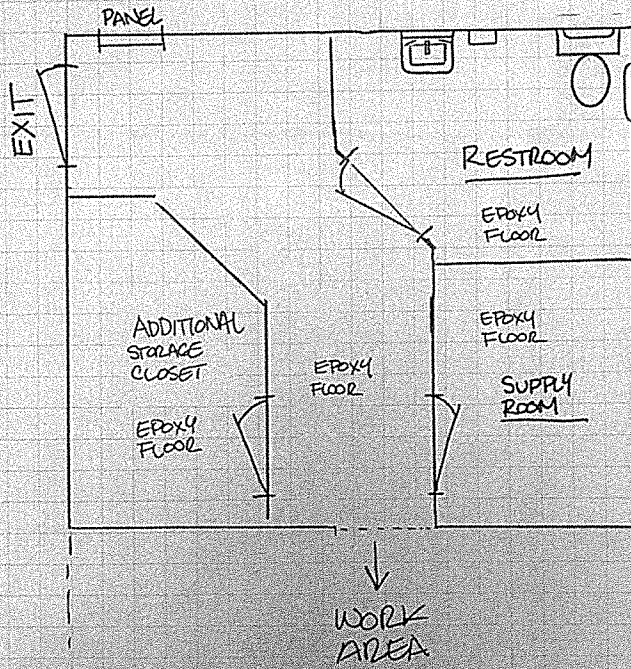 PANEL
EXIT
RESTROOM
EPOXY
FLOOR
ADDITIONAL
STORAGE
CLOSET
EPOXY
FLOOR
EPOXY
FLOOR
EPOXY
FLOOR
SUPPLY
ROOM
WORK
AREA